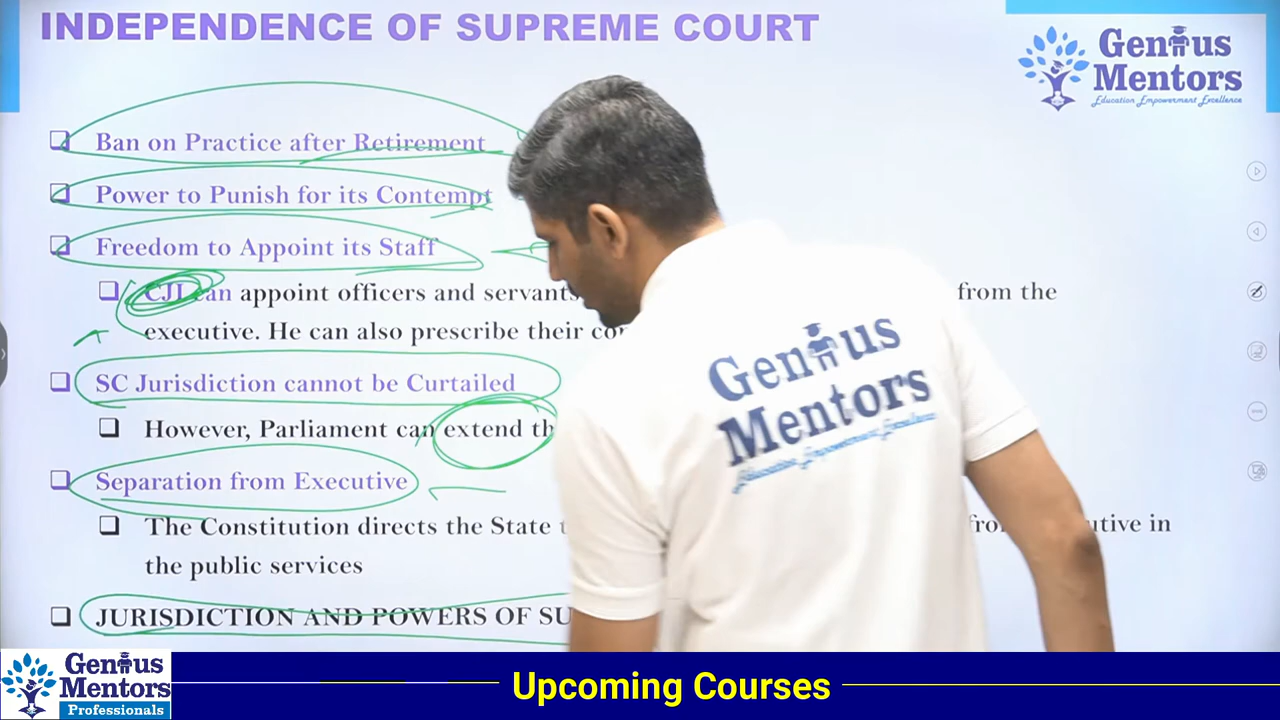 INDEPENDENCE OF SUPREME COURT
Genius
Mentors
Education Empowerment Excellence
Ban on Practice after Retirement
Power to Punish for its Contempt
Freedom to Appoint its Staff
CJI can appoint officers and servants from the
executive. He can also prescribe their
SC Jurisdiction cannot be Curtailed
However, Parliament can extend
Separation from Executive
The Constitution directs the State in
the public services
JURISDICTION AND POWERS OF
Genius
Mentors
Education Empowerment Excellence
Genius
Mentors
Professionals
Upcoming Courses